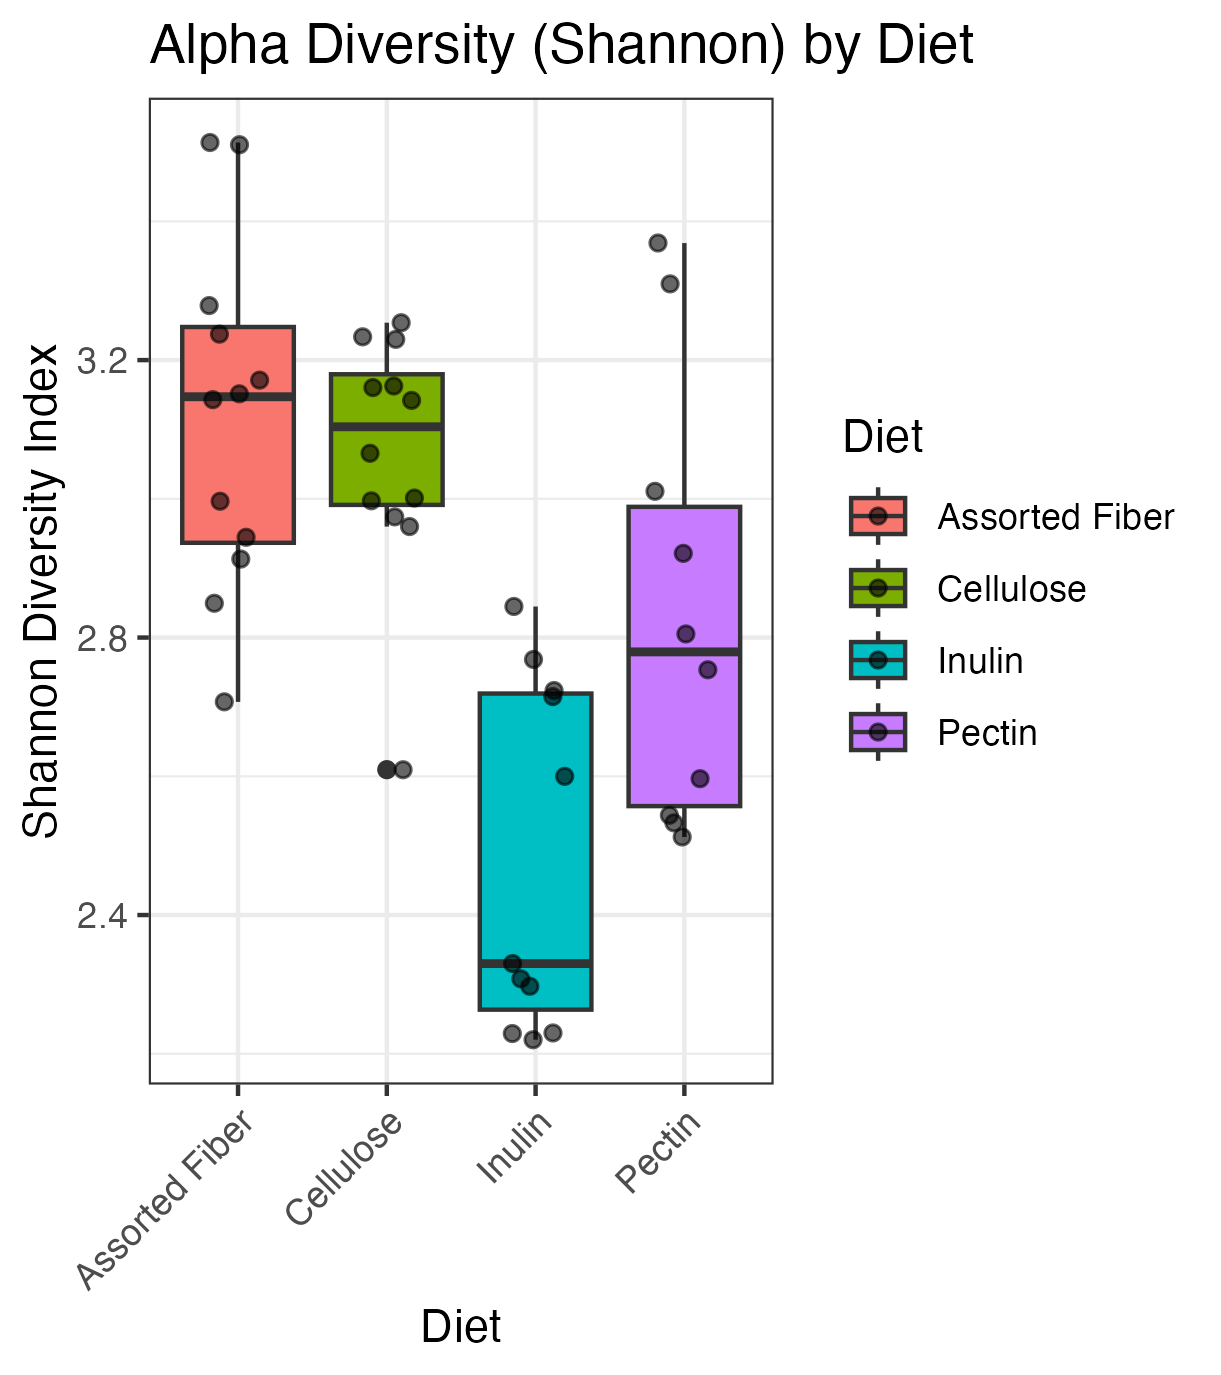 Alpha Diversity (Shannon) by Diet
Shannon Diversity Index
3.2
2.8
2.4
Assorted Fiber
Cellulose
Inulin
Pectin
Diet
Diet
Assorted Fiber
Cellulose
Inulin
Pectin